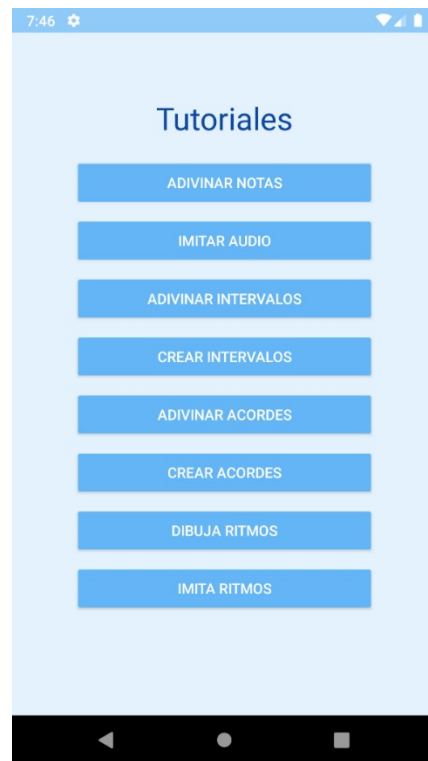 7:46
Tutoriales
ADIVINAR NOTAS
IMITAR AUDIO
ADIVINAR INTERVALOS
CREAR INTERVALOS
ADIVINAR ACORDES
CREAR ACORDES
DIBUJA RITMOS
IMITA RITMOS